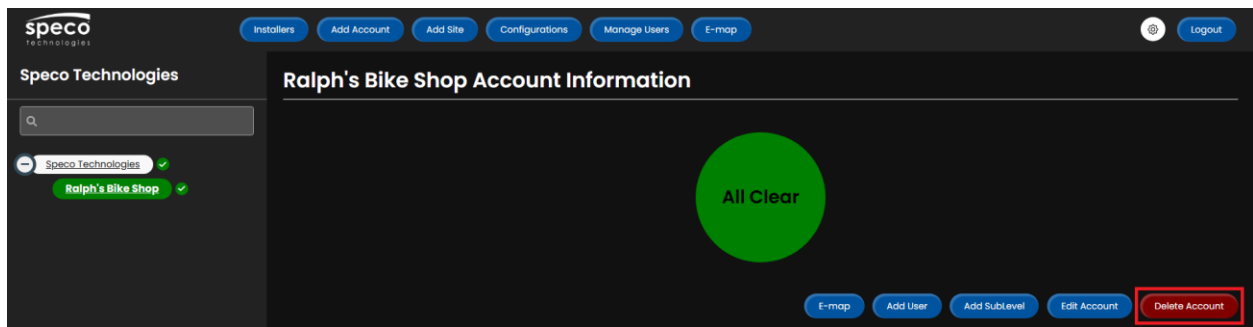 speco
technologies
Installers Add Account Add Site Configurations Manage Users E-map Logout
Speco Technologies
Ralph's Bike Shop Account Information
Speco Technologies
Ralph's Bike Shop
All Clear
E-map Add User Add SubLevel Edit Account Delete Account